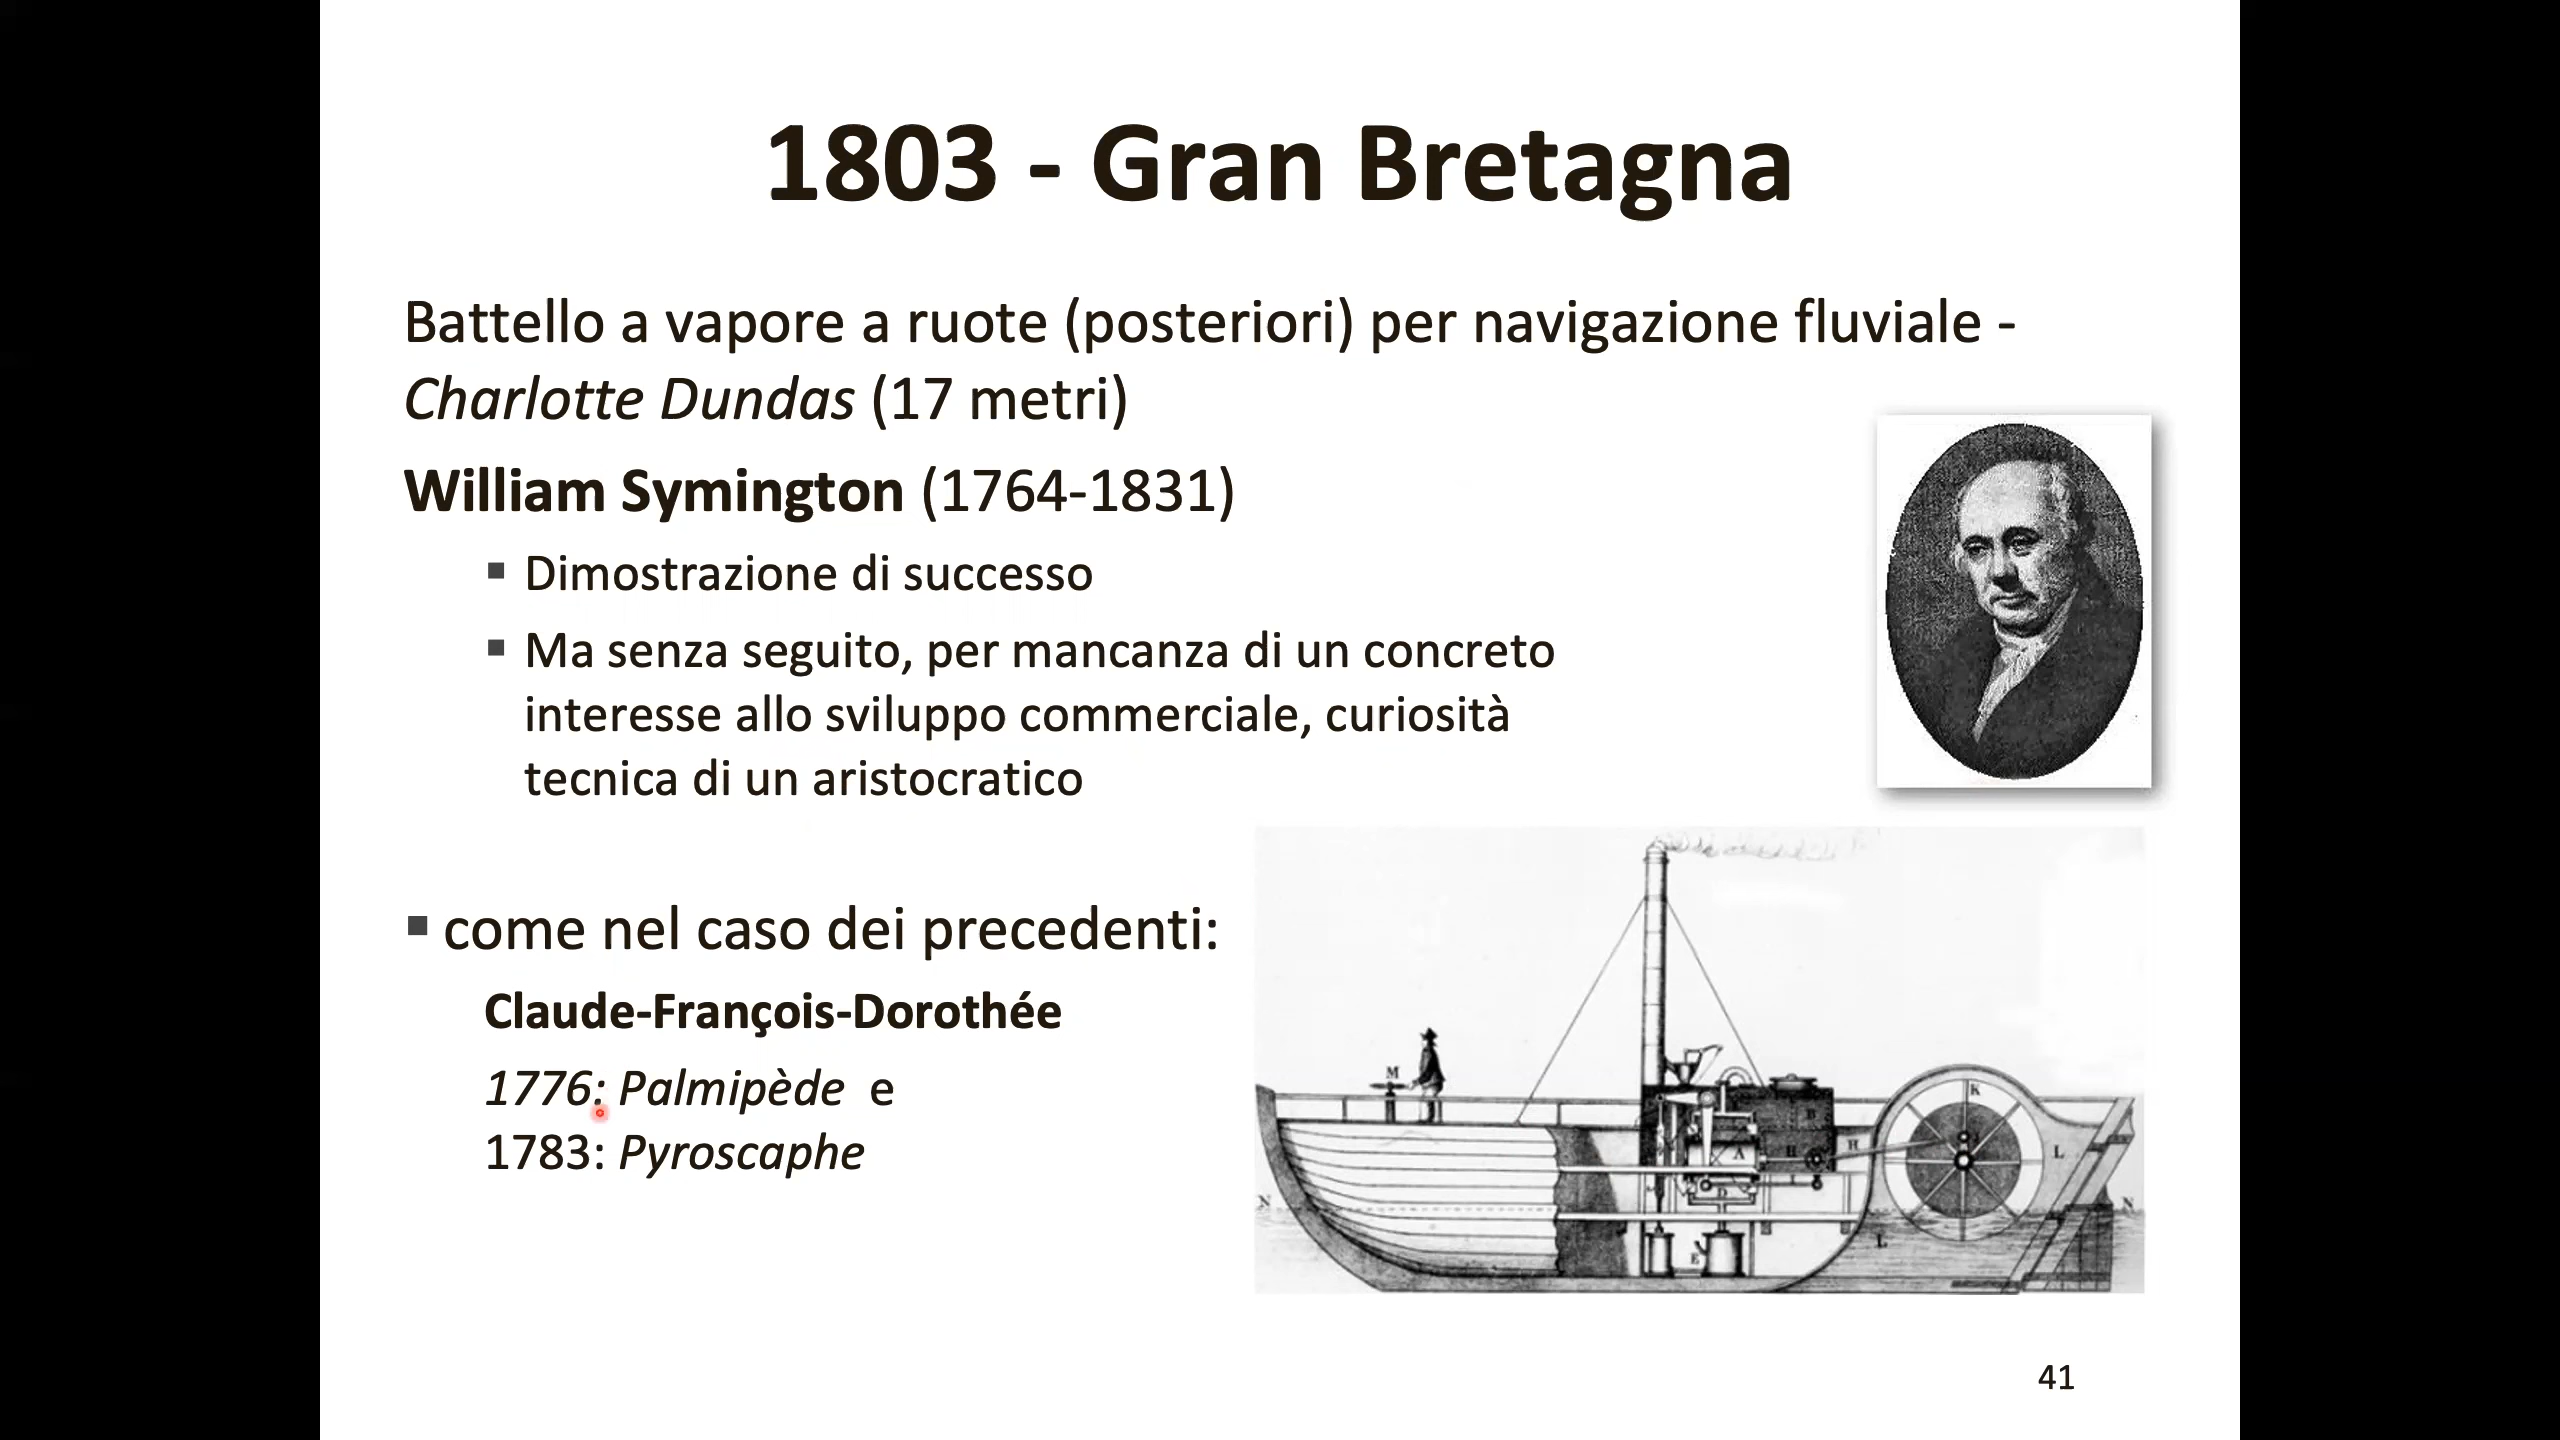 1803 - Gran Bretagna
Battello a vapore a ruote (posteriori) per navigazione fluviale -
Charlotte Dundas (17 metri)
William Symington (1764-1831)
▪ Dimostrazione di successo
▪ Ma senza seguito, per mancanza di un concreto
interesse allo sviluppo commerciale, curiosità
tecnica di un aristocratico
▪ come nel caso dei precedenti:
Claude-François-Dorothée
1776: Palmipède e
1783: Pyroscaphe
M
K
B
A
H
H
L
I
D
N
N
L
E
41